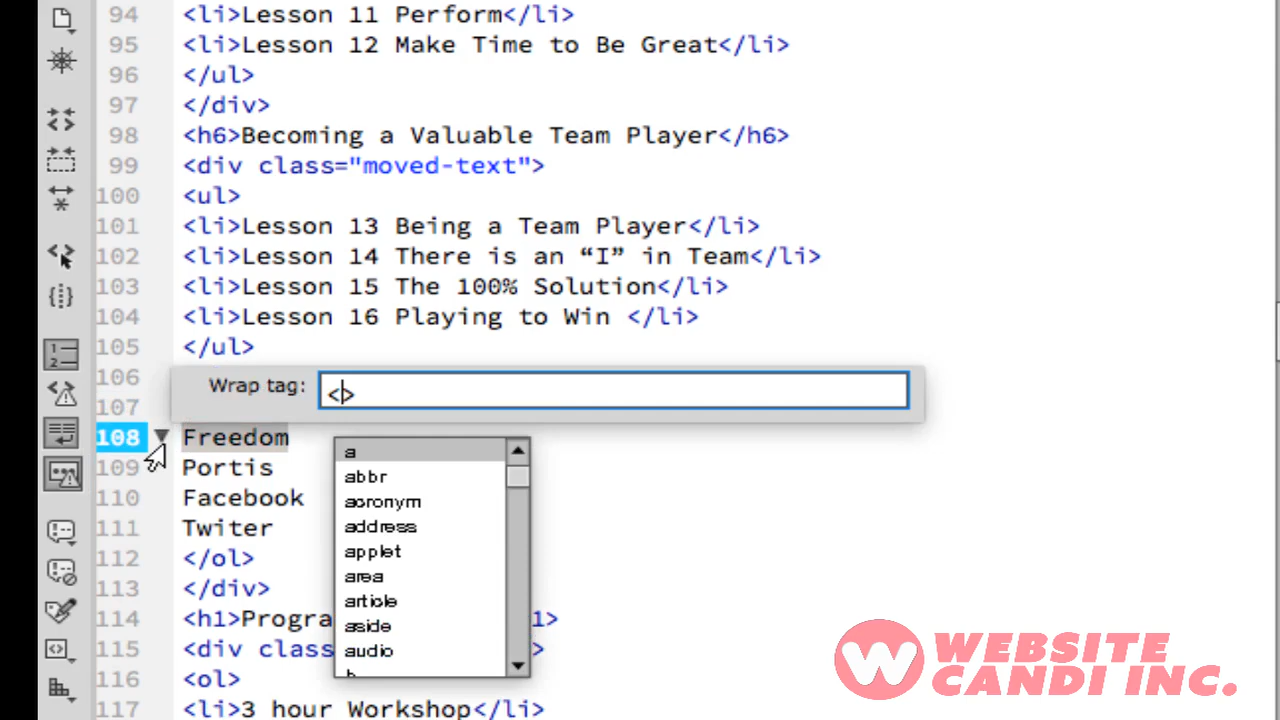 94 <li>Lesson 11 Perform</li>
95 <li>Lesson 12 Make Time to Be Great</li>
96 </ul>
97 </div>
98 <h6>Becoming a Valuable Team Player</h6>
99 <div class="moved-text">
100 <ul>
101 <li>Lesson 13 Being a Team Player</li>
102 <li>Lesson 14 There is an “I” in Team</li>
103 <li>Lesson 15 The 100% Solution</li>
104 <li>Lesson 16 Playing to Win </li>
105 </ul>
106
Wrap tag: <>
107
108 Freedom
109 Portis
110 Facebook
111 Twiter
112 </ol>
113 </div>
114 <h1>Progra 1>
115 <div class >
116 <ol>
117 <li>3 hour Workshop</li>
a
abbr
acronym
address
applet
area
article
aside
audio
WEBSITE
CANDI INC.